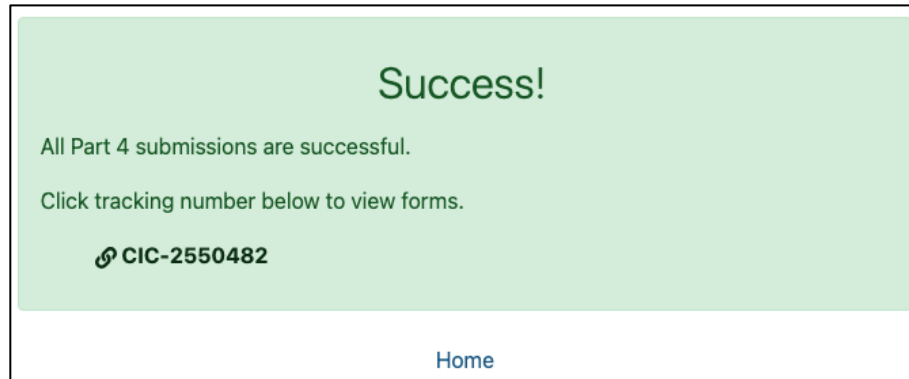 Success!
All Part 4 submissions are successful.
Click tracking number below to view forms.
CIC-2550482
Home